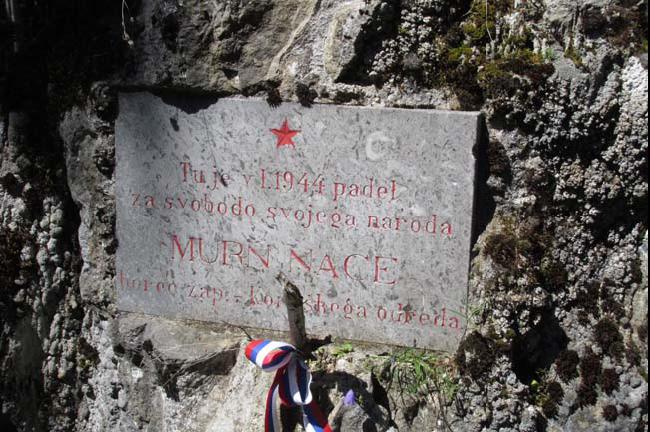 Tu je v I.1944 padel
za svobodo svojega naroda
MURN NACE
borec zap. - Koroškega odreda